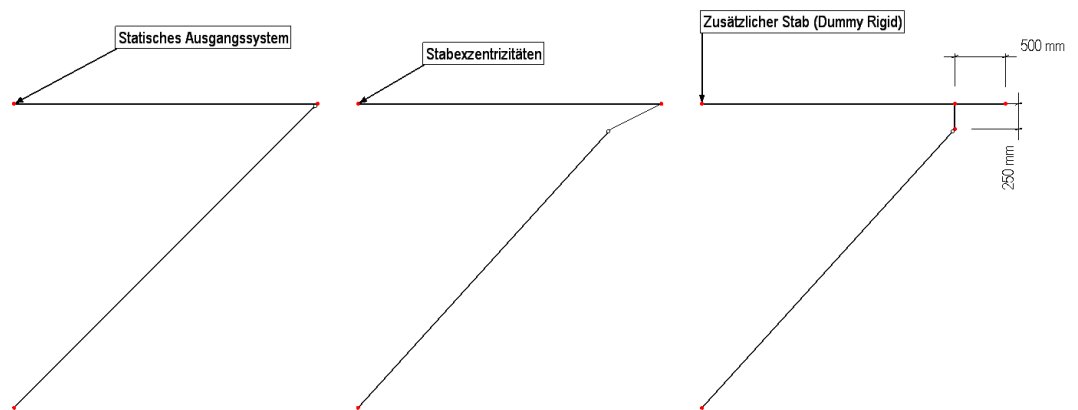 Statisches Ausgangssystem
Stabexzentrizitäten
Zusätzlicher Stab (Dummy Rigid)
500 mm
250 mm